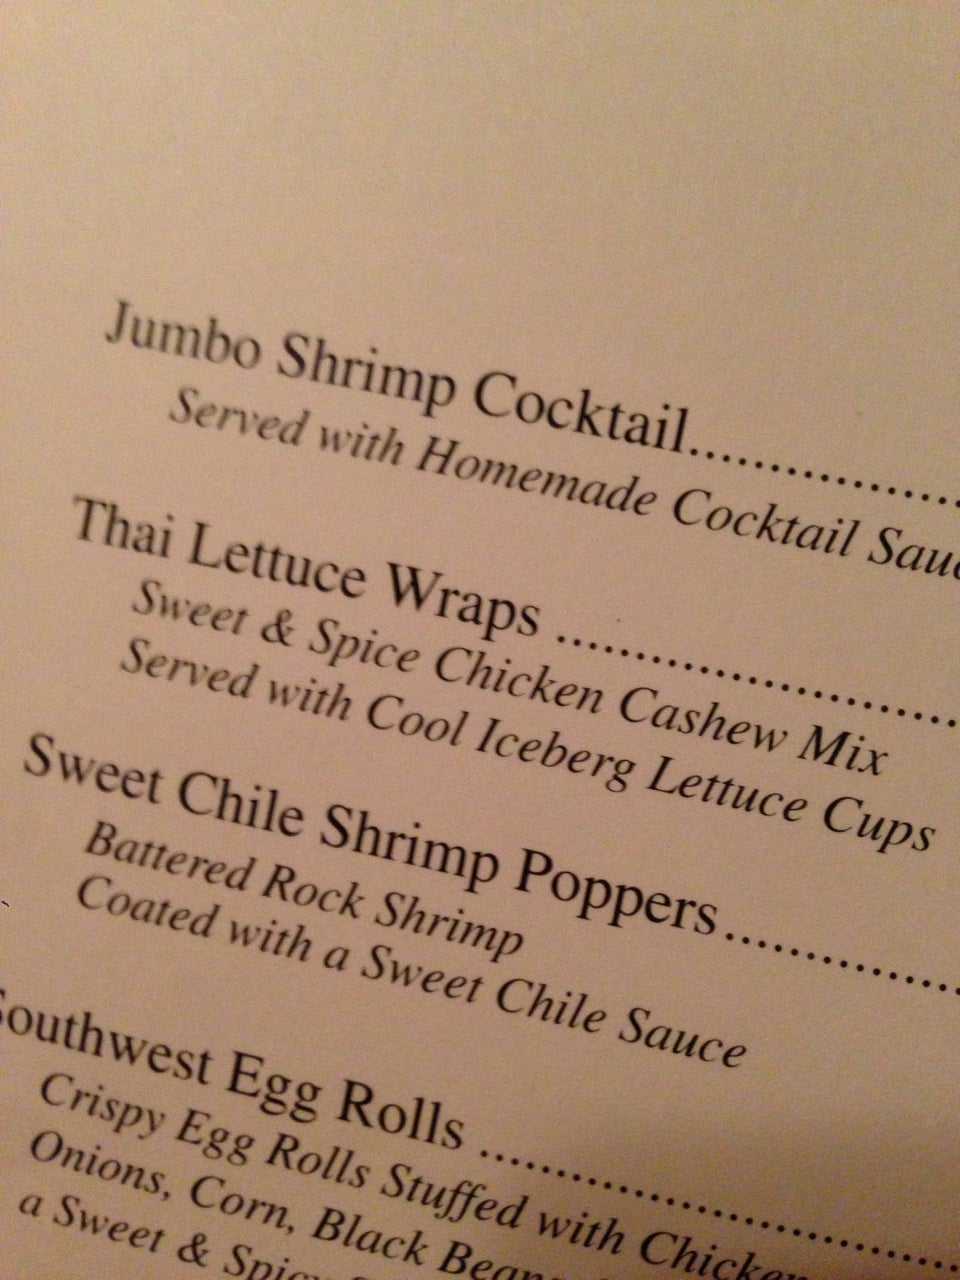 Jumbo Shrimp Cocktail..............
Served with Homemade Cocktail
Thai Lettuce Wraps .....................
Sweet & Spice Chicken Cashew Mix
Served with Cool Iceberg Lettuce Cups
Sweet Chile Shrimp Poppers............
Battered Rock Shrimp
Coated with a Sweet Chile Sauce
Southwest Egg Rolls .........................
Crispy Egg Rolls Stuffed with Chicken
Onions, Corn, Black
a Sweet &